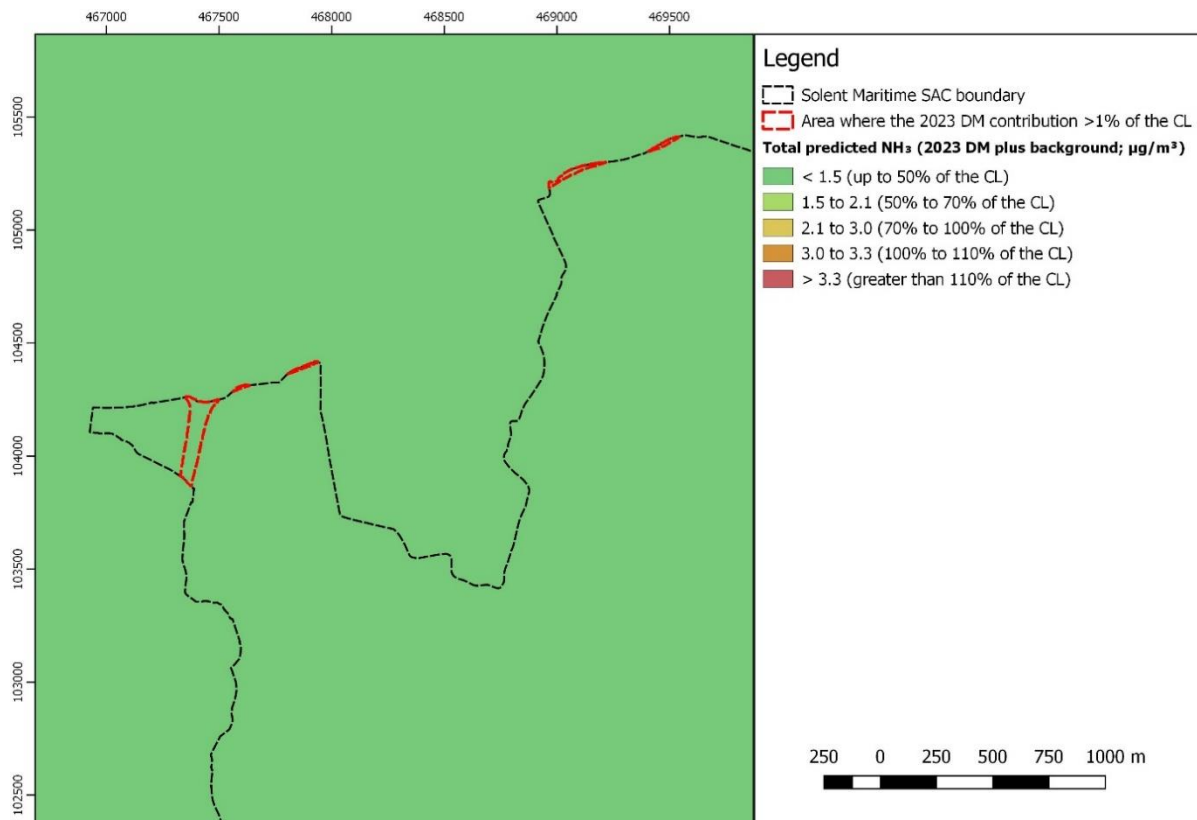 467000 467500 468000 468500 469000 469500
105500
105000
104500
104000
103500
103000
102500
Legend
Solent Maritime SAC boundary
Area where the 2023 DM contribution >1% of the CL
Total predicted NH₃ (2023 DM plus background; µg/m³)
< 1.5 (up to 50% of the CL)
1.5 to 2.1 (50% to 70% of the CL)
2.1 to 3.0 (70% to 100% of the CL)
3.0 to 3.3 (100% to 110% of the CL)
> 3.3 (greater than 110% of the CL)
250 0 250 500 750 1000 m